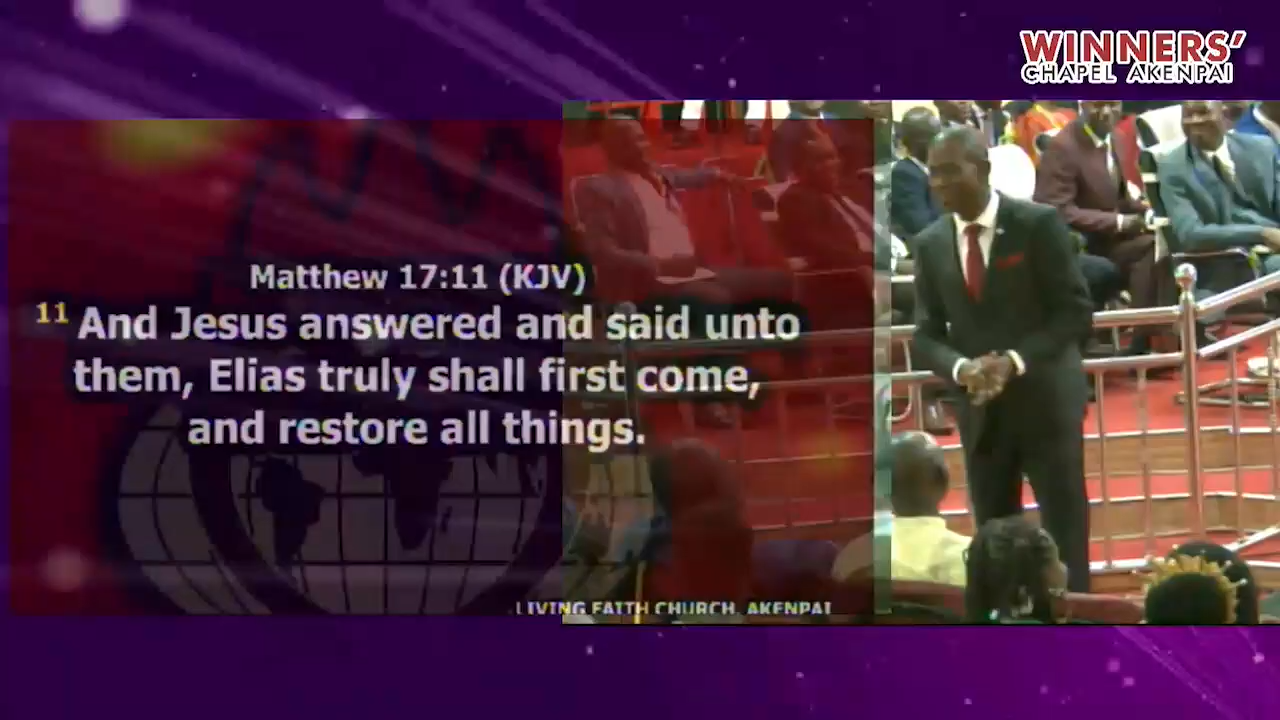 WINNERS'
CHAPEL AKENPAI
Matthew 17:11 (KJV)
11 And Jesus answered and said unto
them, Elias truly shall first come,
and restore all things.
LIVING FAITH CHURCH, AKENPAI